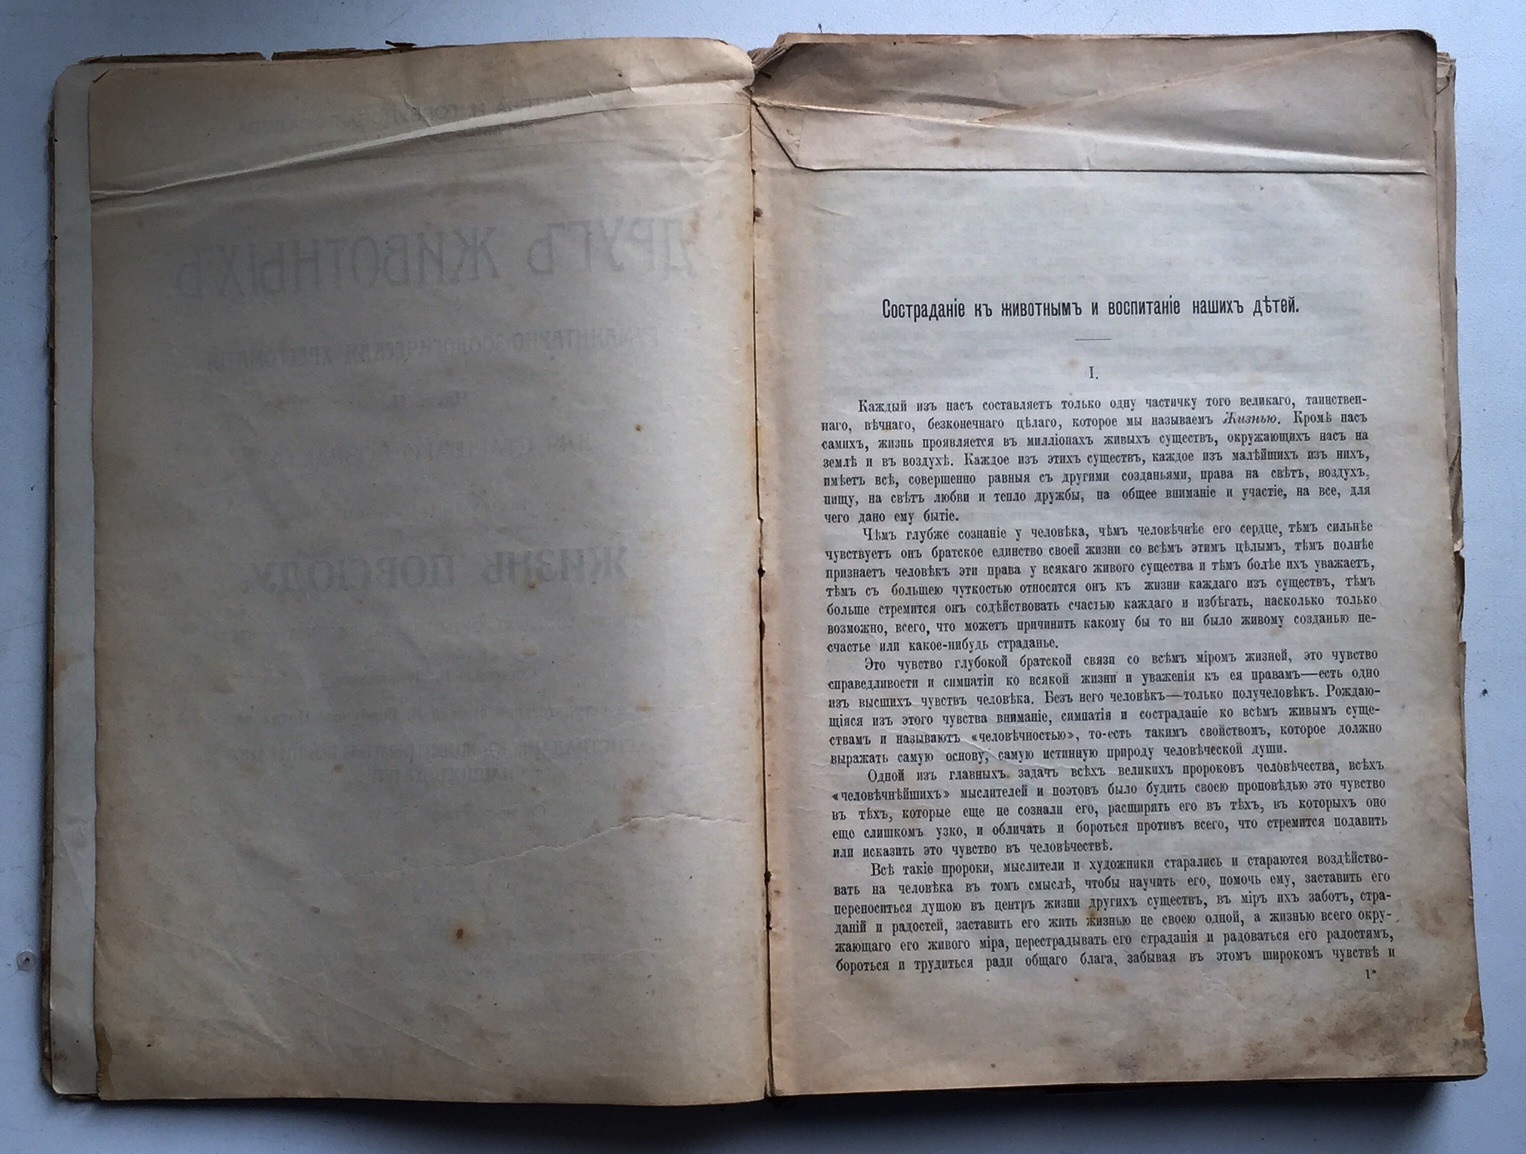 ДРУГЪ ЖИВОТНЫХЪ
ЖИЗНЬ ПОВСЮДУ.
Состраданіе къ животнымъ и воспитаніе нашихъ дѣтей.
I.
Каждый изъ насъ составляетъ только одну частичку того великаго, таинствен-
наго, вѣчнаго, безконечнаго цѣлаго, которое мы называемъ Жизнью. Кромѣ насъ
самихъ, жизнь проявляется въ милліонахъ живыхъ существъ, окружающихъ насъ на
землѣ и въ воздухѣ. Каждое изъ этихъ существъ, каждое изъ малѣйшихъ изъ нихъ,
имѣетъ всѣ, совершенно равныя съ другими созданьями, права на свѣтъ, воздухъ,
пищу, на свѣтъ любви и тепло дружбы, на общее вниманіе и участіе, на все, для
чего дано ему бытіе.
Чѣмъ глубже сознаніе у человѣка, чѣмъ человѣчнѣе его сердце, тѣмъ сильнѣе
чувствуетъ онъ братское единство своей жизни со всѣмъ этимъ цѣлымъ, тѣмъ полнѣе
признаетъ человѣкъ эти права у всякаго живого существа и тѣмъ болѣе ихъ уважаетъ,
тѣмъ съ большею чуткостью относится онъ къ жизни каждаго изъ существъ, тѣмъ
больше стремится онъ содѣйствовать счастью каждаго и избѣгать, насколько только
возможно, всего, что можетъ причинить какому бы то ни было живому созданью не-
счастье или какое-нибудь страданье.
Это чувство глубокой братской связи со всѣмъ міромъ жизней, это чувство
справедливости и симпатіи ко всякой жизни и уваженія къ ея правамъ—есть одно
изъ высшихъ чувствъ человѣка. Безъ него человѣкъ—только получеловѣкъ. Рождаю-
щіяся изъ этого чувства вниманіе, симпатія и состраданіе ко всѣмъ живымъ суще-
ствамъ и называютъ «человѣчностью», то-есть такимъ свойствомъ, которое должно
выражать самую основу, самую истинную природу человѣческой души.
Одной изъ главныхъ задачъ всѣхъ великихъ пророковъ человѣчества, всѣхъ
«человѣчнѣйшихъ» мыслителей и поэтовъ было будить своею проповѣдью это чувство
въ тѣхъ, которые еще не сознали его, расширять его въ тѣхъ, въ которыхъ оно
еще слишкомъ узко, и обличать и бороться противъ всего, что стремится подавить
или исказить это чувство въ человѣчествѣ.
Всѣ такіе пророки, мыслители и художники старались и стараются воздѣйство-
вать на человѣка въ томъ смыслѣ, чтобы научить его, помочь ему, заставить его
переноситься душою въ центръ жизни другихъ существъ, въ міръ ихъ заботъ, стра-
даній и радостей, заставить его жить жизнью не своею одной, а жизнью всего окру-
жающаго его живого міра, перестрадывать его страданія и радоваться его радостямъ,
бороться и трудиться ради общаго блага, забывая въ этомъ широкомъ чувствѣ и
1*